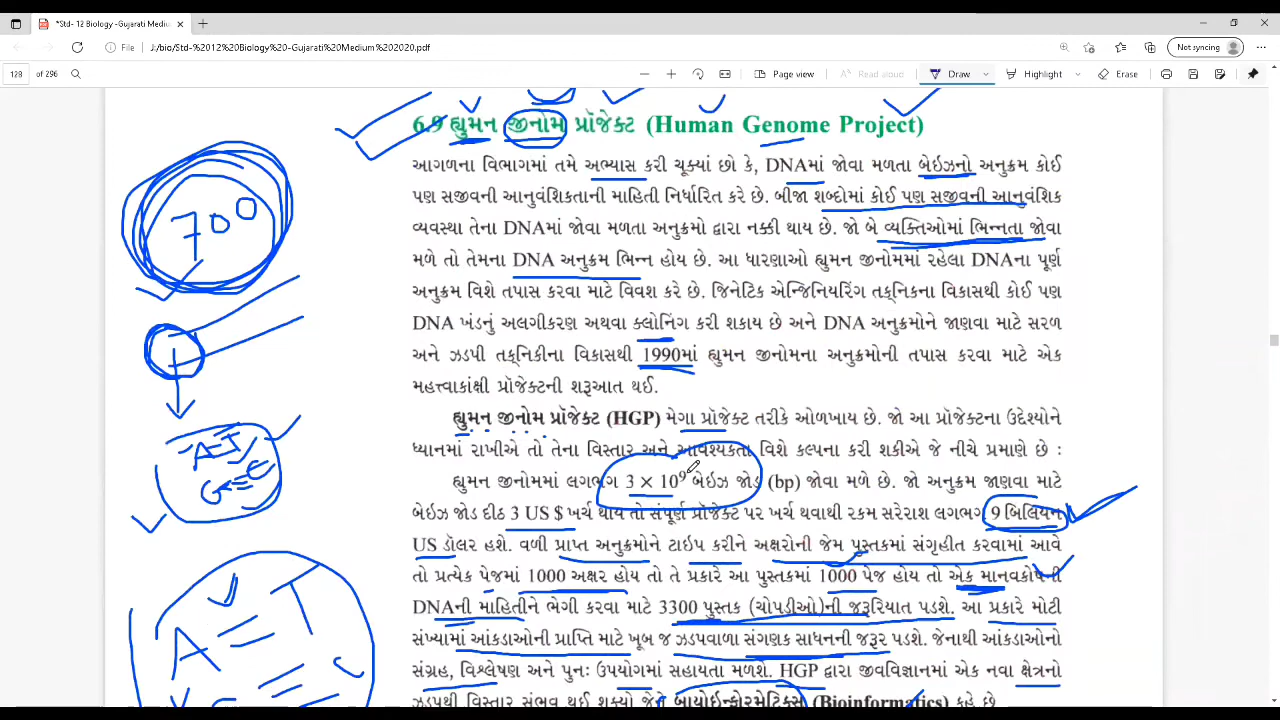 *Std- 12 Biology -Gujarati Medium
File J:/bio/Std-%2012%20Biology%20-Gujarati%20Medium%202020.pdf Not syncing
128 of 296 Page view Read aloud Draw Highlight Erase
6.9 હ્યુમન જીનોમ પ્રૉજેક્ટ (Human Genome Project)
આગળના વિભાગમાં તમે અભ્યાસ કરી ચૂક્યાં છો કે, DNAમાં જોવા મળતા બેઇઝનો અનુક્રમ કોઈ
પણ સજીવની આનુવંશિકતાની માહિતી નિર્ધારિત કરે છે. બીજા શબ્દોમાં કોઈ પણ સજીવની આનુવંશિક
વ્યવસ્થા તેના DNAમાં જોવા મળતા અનુક્રમો દ્વારા નક્કી થાય છે. જો બે વ્યક્તિઓમાં ભિન્નતા જોવા
મળે તો તેમના DNA અનુક્રમ ભિન્ન હોય છે. આ ધારણાઓ હ્યુમન જીનોમમાં રહેલા DNAના પૂર્ણ
અનુક્રમ વિશે તપાસ કરવા માટે વિવશ કરે છે. જિનેટિક એન્જિનિયરિંગ તક્નિકના વિકાસથી કોઈ પણ
DNA ખંડનું અલગીકરણ અથવા ક્લોનિંગ કરી શકાય છે અને DNA અનુક્રમોને જાણવા માટે સરળ
અને ઝડપી તક્નિકીના વિકાસથી 1990માં હ્યુમન જીનોમના અનુક્રમોની તપાસ કરવા માટે એક
મહત્ત્વાકાંક્ષી પ્રૉજેક્ટની શરૂઆત થઈ.
હ્યુમન જીનોમ પ્રૉજેક્ટ (HGP) મેગા પ્રૉજેક્ટ તરીકે ઓળખાય છે. જો આ પ્રૉજેક્ટના ઉદ્દેશ્યોને
ધ્યાનમાં રાખીએ તો તેના વિસ્તાર અને આવશ્યકતા વિશે કલ્પના કરી શકીએ જે નીચે પ્રમાણે છે :
હ્યુમન જીનોમમાં લગભગ 3 × 10⁹ બેઇઝ જોડ (bp) જોવા મળે છે. જો અનુક્રમ જાણવા માટે
બેઇઝ જોડ દીઠ 3 US $ ખર્ચ થાય તો સંપૂર્ણ પ્રૉજેક્ટ પર ખર્ચ થવાથી રકમ સરેરાશ લગભગ 9 બિલિયન
US ડૉલર હશે. વળી પ્રાપ્ત અનુક્રમોને ટાઇપ કરીને અક્ષરોની જેમ પુસ્તકમાં સંગૃહીત કરવામાં આવે
તો પ્રત્યેક પેજમાં 1000 અક્ષર હોય તો તે પ્રકારે આ પુસ્તકમાં 1000 પેજ હોય તો એક માનવકોષની
DNAની માહિતીને ભેગી કરવા માટે 3300 પુસ્તક (ચોપડીઓ)ની જરૂરિયાત પડશે. આ પ્રકારે મોટી
સંખ્યામાં આંકડાઓની પ્રાપ્તિ માટે ખૂબ જ ઝડપવાળા સંગણક સાધનની જરૂર પડશે. જેનાથી આંકડાઓનો
સંગ્રહ, વિશ્લેષણ અને પુનઃ ઉપયોગમાં સહાયતા મળશે. HGP દ્વારા જીવવિજ્ઞાનમાં એક નવા ક્ષેત્રનો
ઝડપથી વિસ્તાર સંભવ થઈ શક્યો જેને બાયોઇન્ફોરમેટિક્સ (Bioinformatics) કહે છે
700
A=T
G≡C
A=T